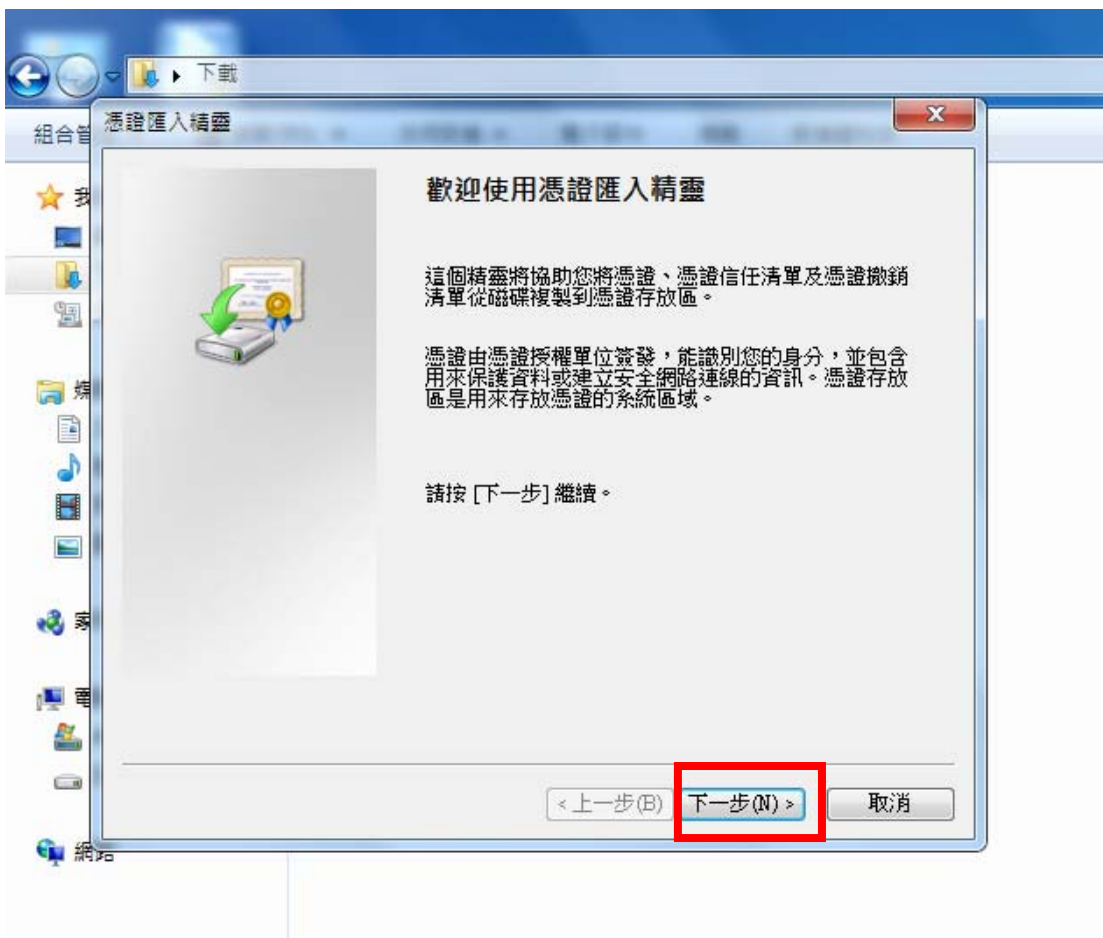 下載
組合管
憑證匯入精靈
歡迎使用憑證匯入精靈
這個精靈將協助您將憑證、憑證信任清單及憑證撤銷
清單從磁碟複製到憑證存放區。
憑證由憑證授權單位簽發，能識別您的身分，並包含
用來保護資料或建立安全網路連線的資訊。憑證存放
區是用來存放憑證的系統區域。
請按 [下一步] 繼續。
< 上一步(B)
下一步(N) >
取消
我
媒
家
電
網路